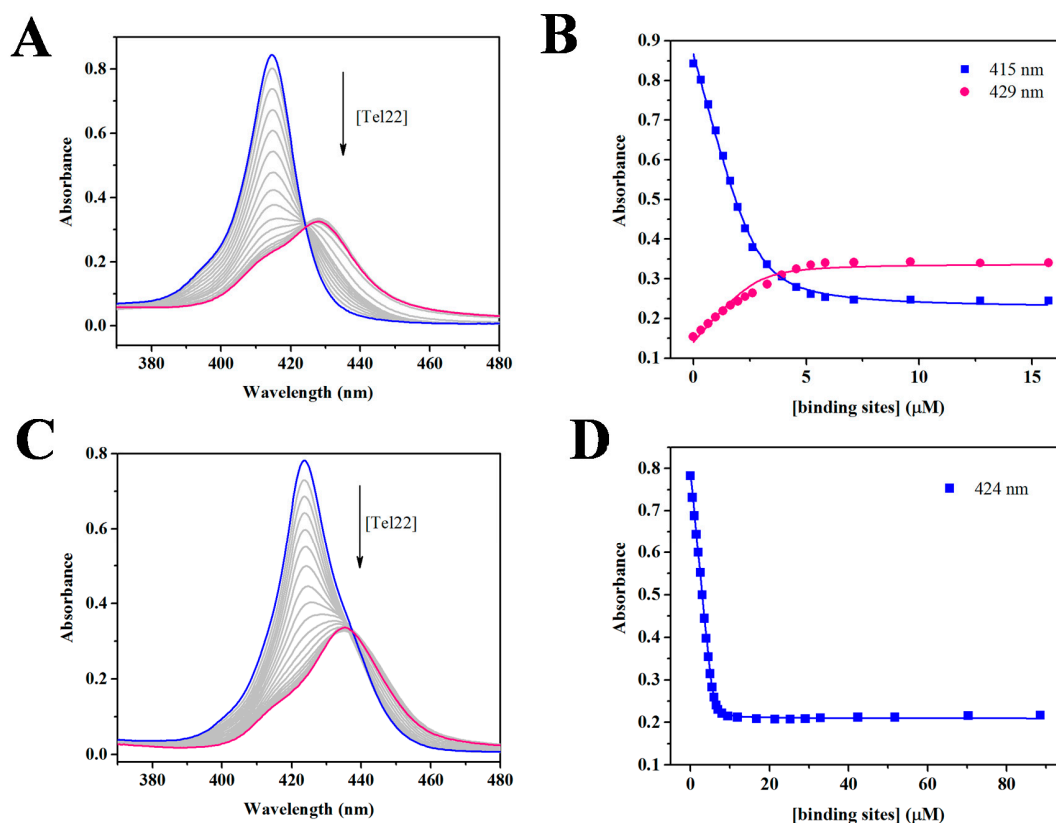 A
0.8
0.6
0.4
0.2
0.0
Absorbance
[Tel22]
380 400 420 440 460 480
Wavelength (nm)
B
0.9
0.8
0.7
0.6
0.5
0.4
0.3
0.2
0.1
Absorbance
415 nm
429 nm
0 5 10 15
[binding sites] (μM)
C
0.8
0.6
0.4
0.2
0.0
Absorbance
[Tel22]
380 400 420 440 460 480
Wavelength (nm)
D
0.8
0.7
0.6
0.5
0.4
0.3
0.2
0.1
Absorbance
424 nm
0 20 40 60 80
[binding sites] (μM)